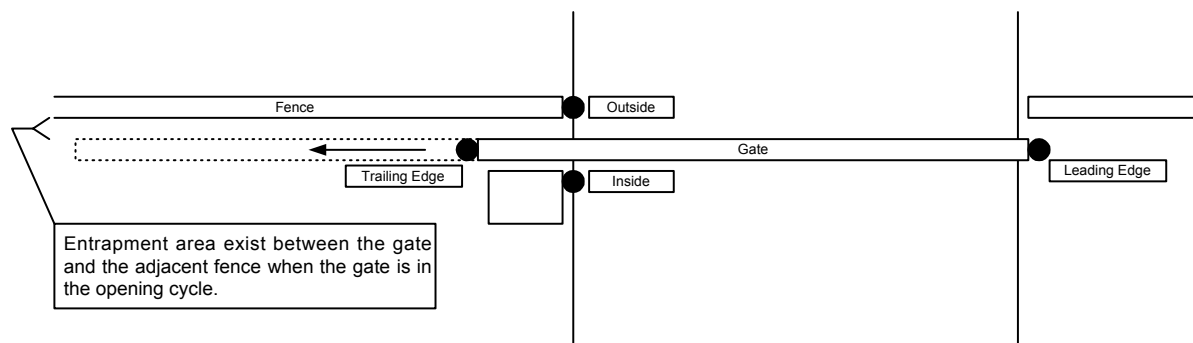 Fence
Outside
Gate
Trailing Edge
Inside
Leading Edge
Entrapment area exist between the gate
and the adjacent fence when the gate is in
the opening cycle.